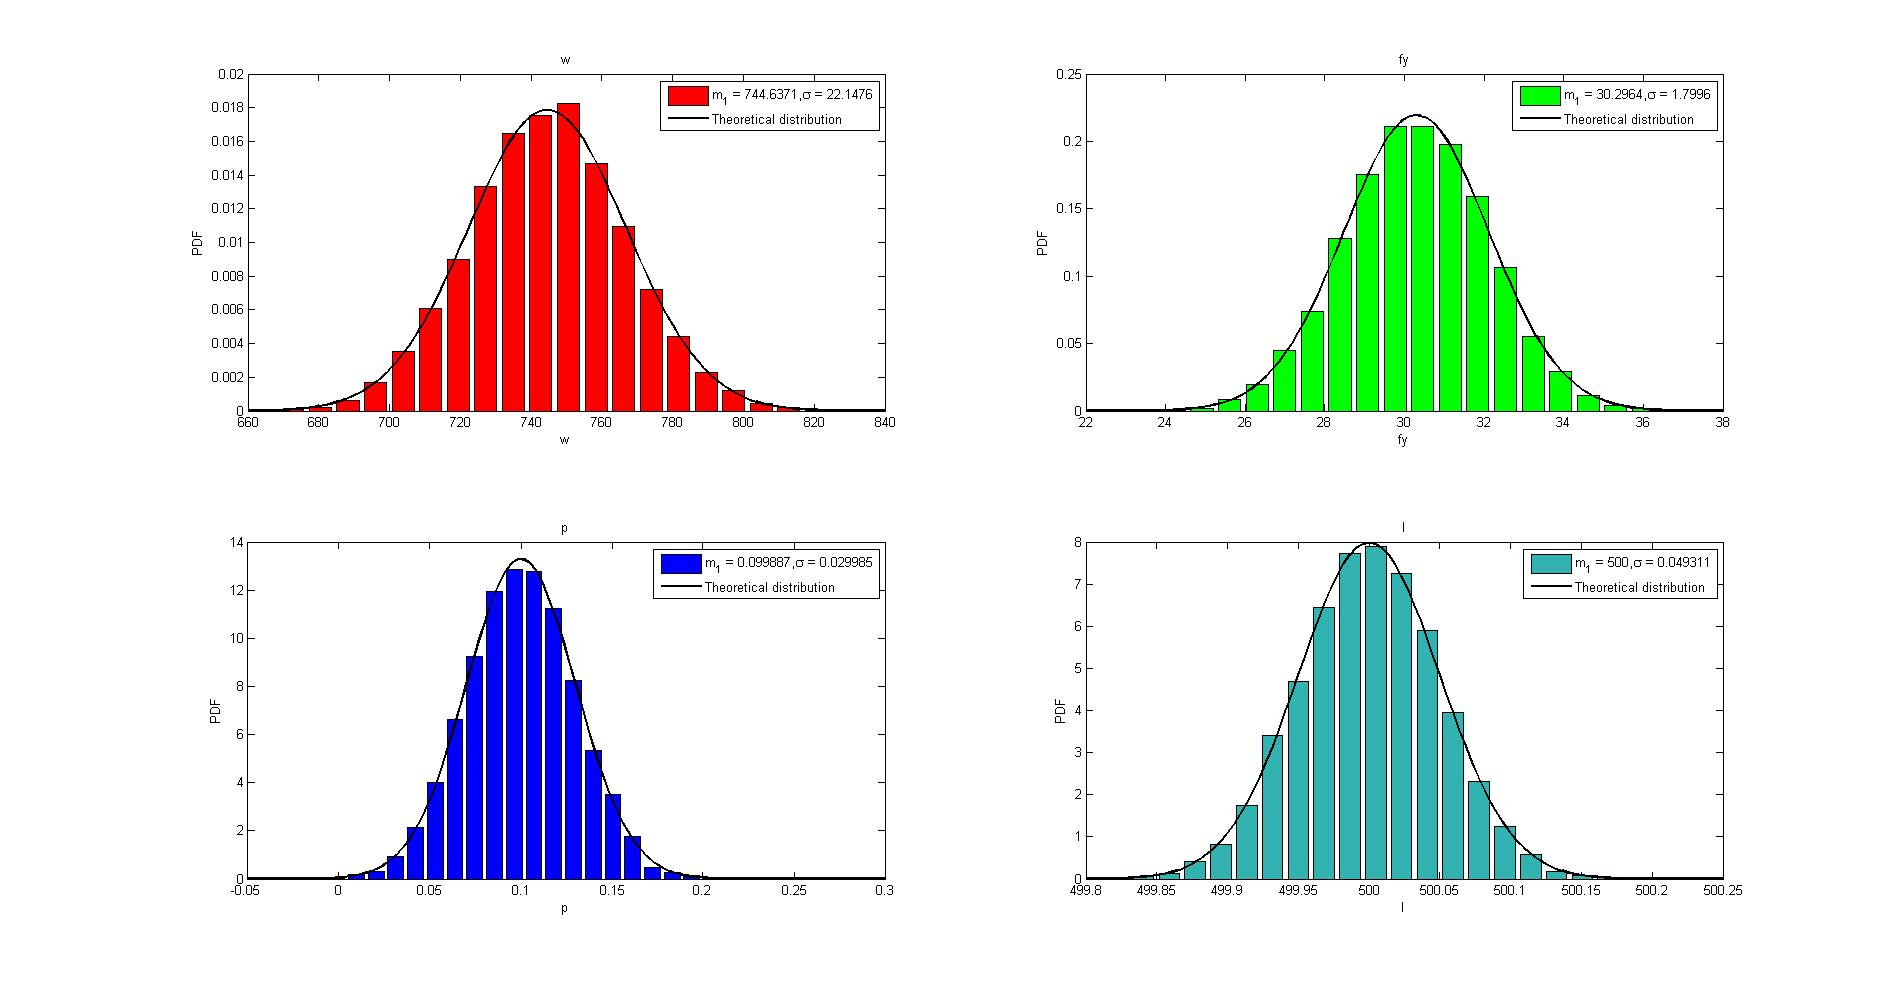 w
0.02
0.018
0.016
0.014
0.012
0.01
0.008
0.006
0.004
0.002
0
PDF
m1 = 744.6371,σ = 22.1476
Theoretical distribution
660 680 700 720 740 760 780 800 820 840
w
fy
0.25
0.2
0.15
0.1
0.05
0
PDF
m1 = 30.2964,σ = 1.7996
Theoretical distribution
22 24 26 28 30 32 34 36 38
fy
p
14
12
10
8
6
4
2
0
PDF
m1 = 0.099887,σ = 0.029985
Theoretical distribution
-0.05 0 0.05 0.1 0.15 0.2 0.25 0.3
p
l
8
7
6
5
4
3
2
1
0
PDF
m1 = 500,σ = 0.049311
Theoretical distribution
499.8 499.85 499.9 499.95 500 500.05 500.1 500.15 500.2 500.25
l